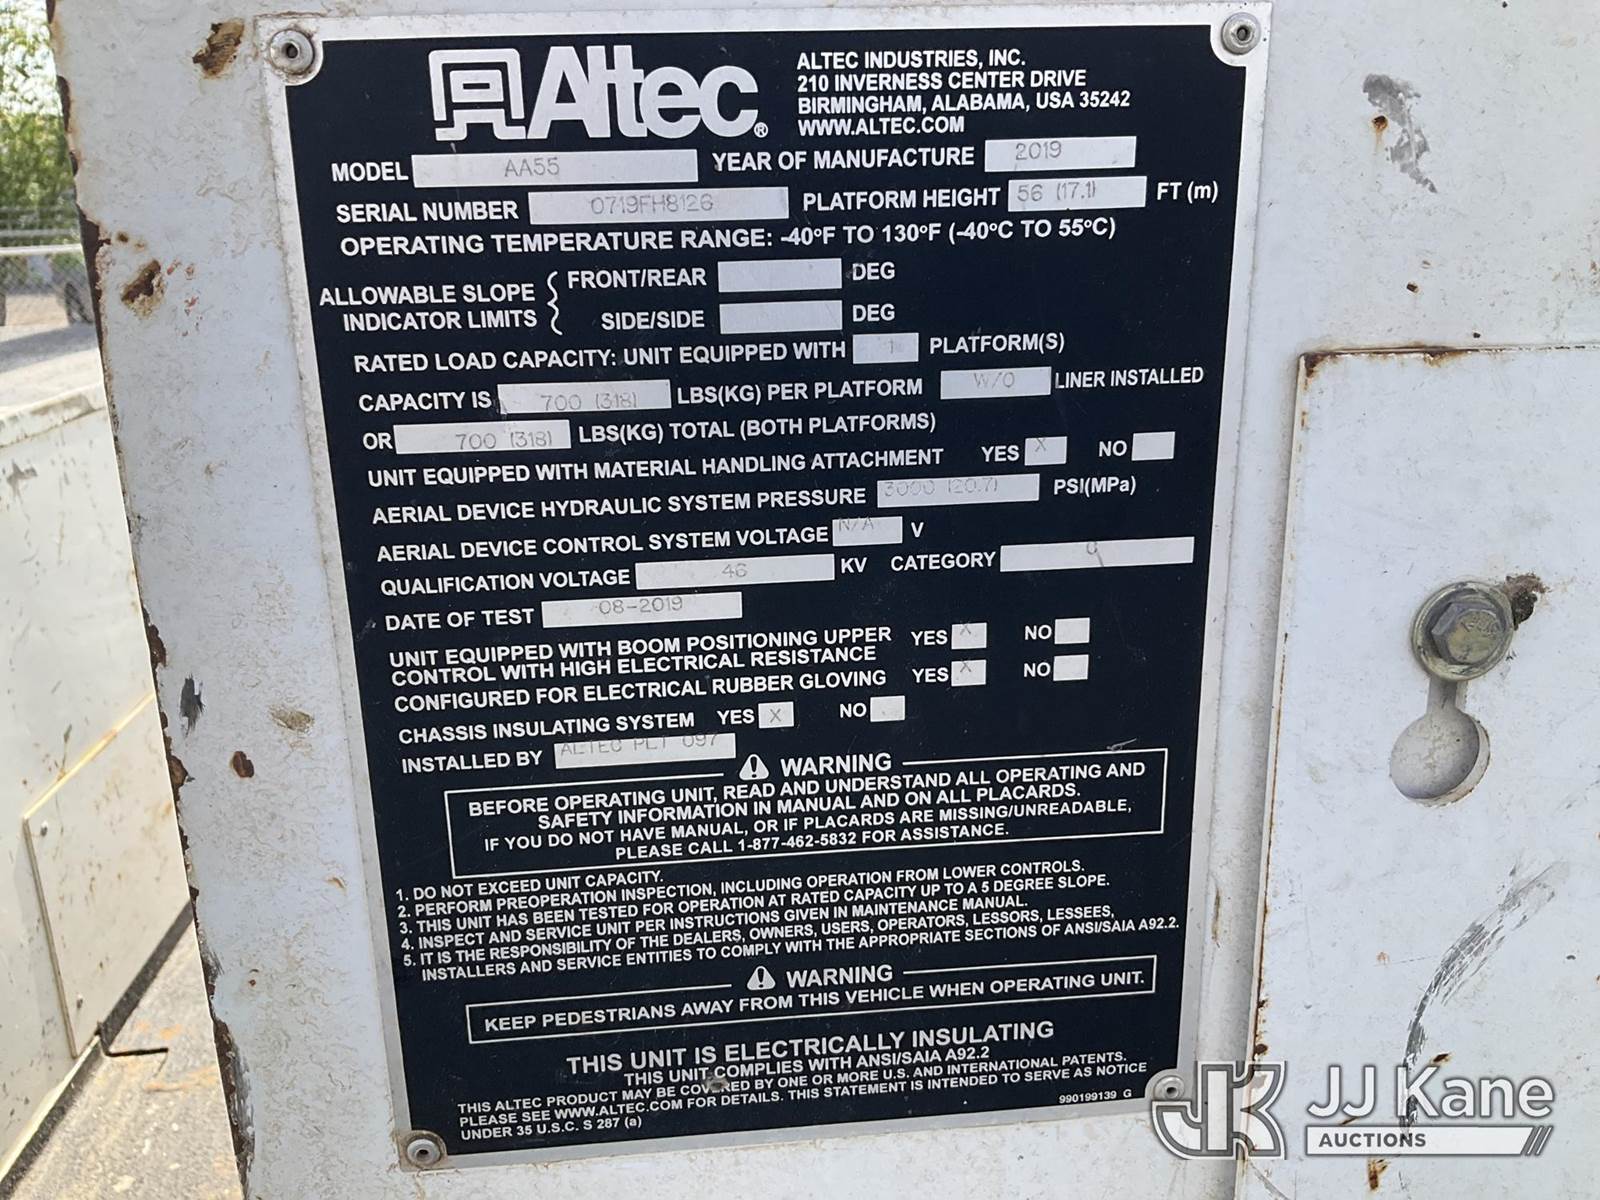 Altec®
ALTEC INDUSTRIES, INC.
210 INVERNESS CENTER DRIVE
BIRMINGHAM, ALABAMA, USA 35242
WWW.ALTEC.COM
MODEL AA55 YEAR OF MANUFACTURE 2019
SERIAL NUMBER 0719FH8126 PLATFORM HEIGHT 56 (17.1) FT (m)
OPERATING TEMPERATURE RANGE: -40ºF TO 130ºF (-40ºC TO 55ºC)
ALLOWABLE SLOPE INDICATOR LIMITS { FRONT/REAR DEG
SIDE/SIDE DEG
RATED LOAD CAPACITY: UNIT EQUIPPED WITH 1 PLATFORM(S)
CAPACITY IS 700 (318) LBS(KG) PER PLATFORM W/O LINER INSTALLED
OR 700 (318) LBS(KG) TOTAL (BOTH PLATFORMS)
UNIT EQUIPPED WITH MATERIAL HANDLING ATTACHMENT YES X NO
AERIAL DEVICE HYDRAULIC SYSTEM PRESSURE 3000 (20.7) PSI(MPa)
AERIAL DEVICE CONTROL SYSTEM VOLTAGE N/A V
QUALIFICATION VOLTAGE 46 KV CATEGORY C
DATE OF TEST 08-2019
UNIT EQUIPPED WITH BOOM POSITIONING UPPER
CONTROL WITH HIGH ELECTRICAL RESISTANCE YES X NO
CONFIGURED FOR ELECTRICAL RUBBER GLOVING YES X NO
CHASSIS INSULATING SYSTEM YES X NO
INSTALLED BY ALTEC PLT 097
WARNING
BEFORE OPERATING UNIT, READ AND UNDERSTAND ALL OPERATING AND
SAFETY INFORMATION IN MANUAL AND ON ALL PLACARDS.
IF YOU DO NOT HAVE MANUAL, OR IF PLACARDS ARE MISSING/UNREADABLE,
PLEASE CALL 1-877-462-5832 FOR ASSISTANCE.
1. DO NOT EXCEED UNIT CAPACITY.
2. PERFORM PREOPERATION INSPECTION, INCLUDING OPERATION FROM LOWER CONTROLS.
3. THIS UNIT HAS BEEN TESTED FOR OPERATION AT RATED CAPACITY UP TO A 5 DEGREE SLOPE.
4. INSPECT AND SERVICE UNIT PER INSTRUCTIONS GIVEN IN MAINTENANCE MANUAL.
5. IT IS THE RESPONSIBILITY OF THE DEALERS, OWNERS, USERS, OPERATORS, LESSORS, LESSEES,
INSTALLERS AND SERVICE ENTITIES TO COMPLY WITH THE APPROPRIATE SECTIONS OF ANSI/SAIA A92.2.
WARNING
KEEP PEDESTRIANS AWAY FROM THIS VEHICLE WHEN OPERATING UNIT.
THIS UNIT IS ELECTRICALLY INSULATING
THIS UNIT COMPLIES WITH ANSI/SAIA A92.2
THIS ALTEC PRODUCT MAY BE COVERED BY ONE OR MORE U.S. AND INTERNATIONAL PATENTS.
PLEASE SEE WWW.ALTEC.COM FOR DETAILS. THIS STATEMENT IS INTENDED TO SERVE AS NOTICE
UNDER 35 U.S.C. S 287 (a)
990199139 G
JJ Kane
AUCTIONS